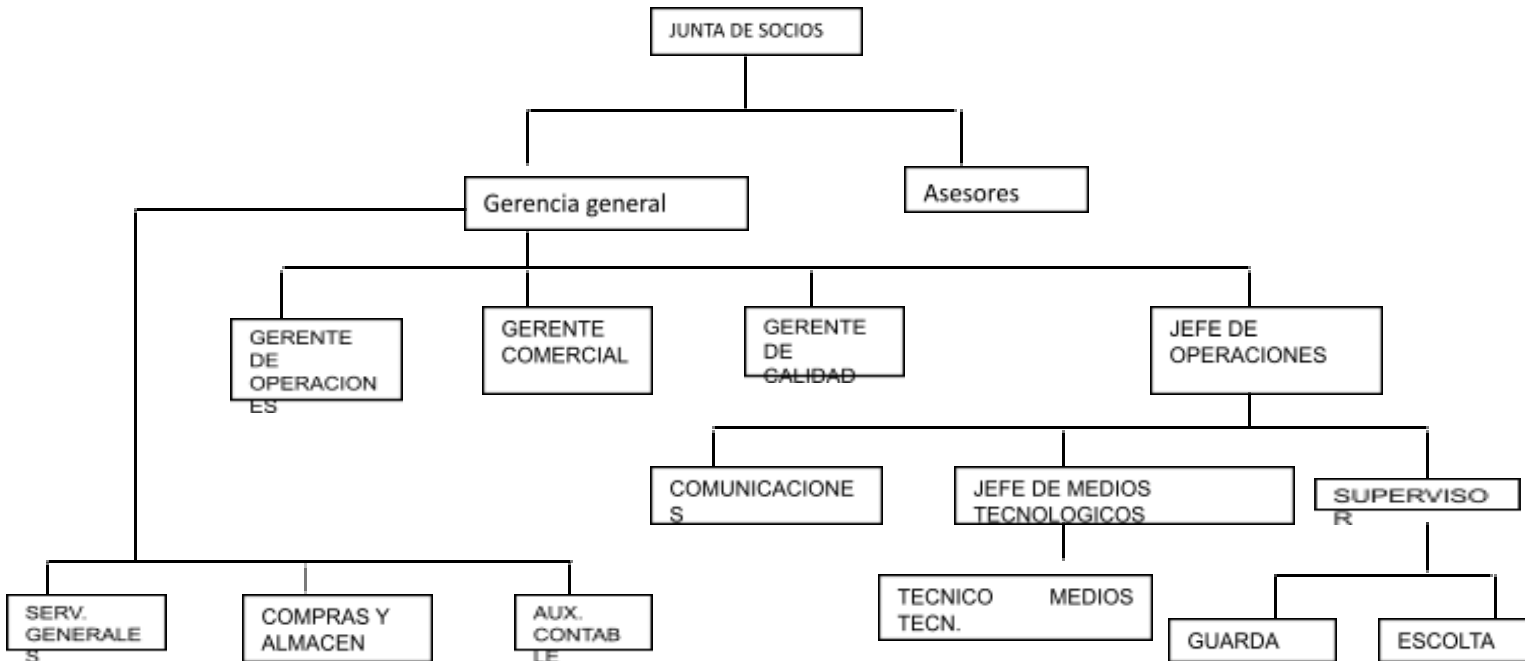 JUNTA DE SOCIOS
Gerencia general
Asesores
GERENTE
DE
OPERACION
ES
GERENTE
COMERCIAL
GERENTE
DE
CALIDAD
JEFE DE
OPERACIONES
COMUNICACIONE
S
JEFE DE MEDIOS
TECNOLOGICOS
SUPERVISO
R
SERV.
GENERALE
S
COMPRAS Y
ALMACEN
AUX.
CONTAB
LE
TECNICO MEDIOS
TECN.
GUARDA
ESCOLTA